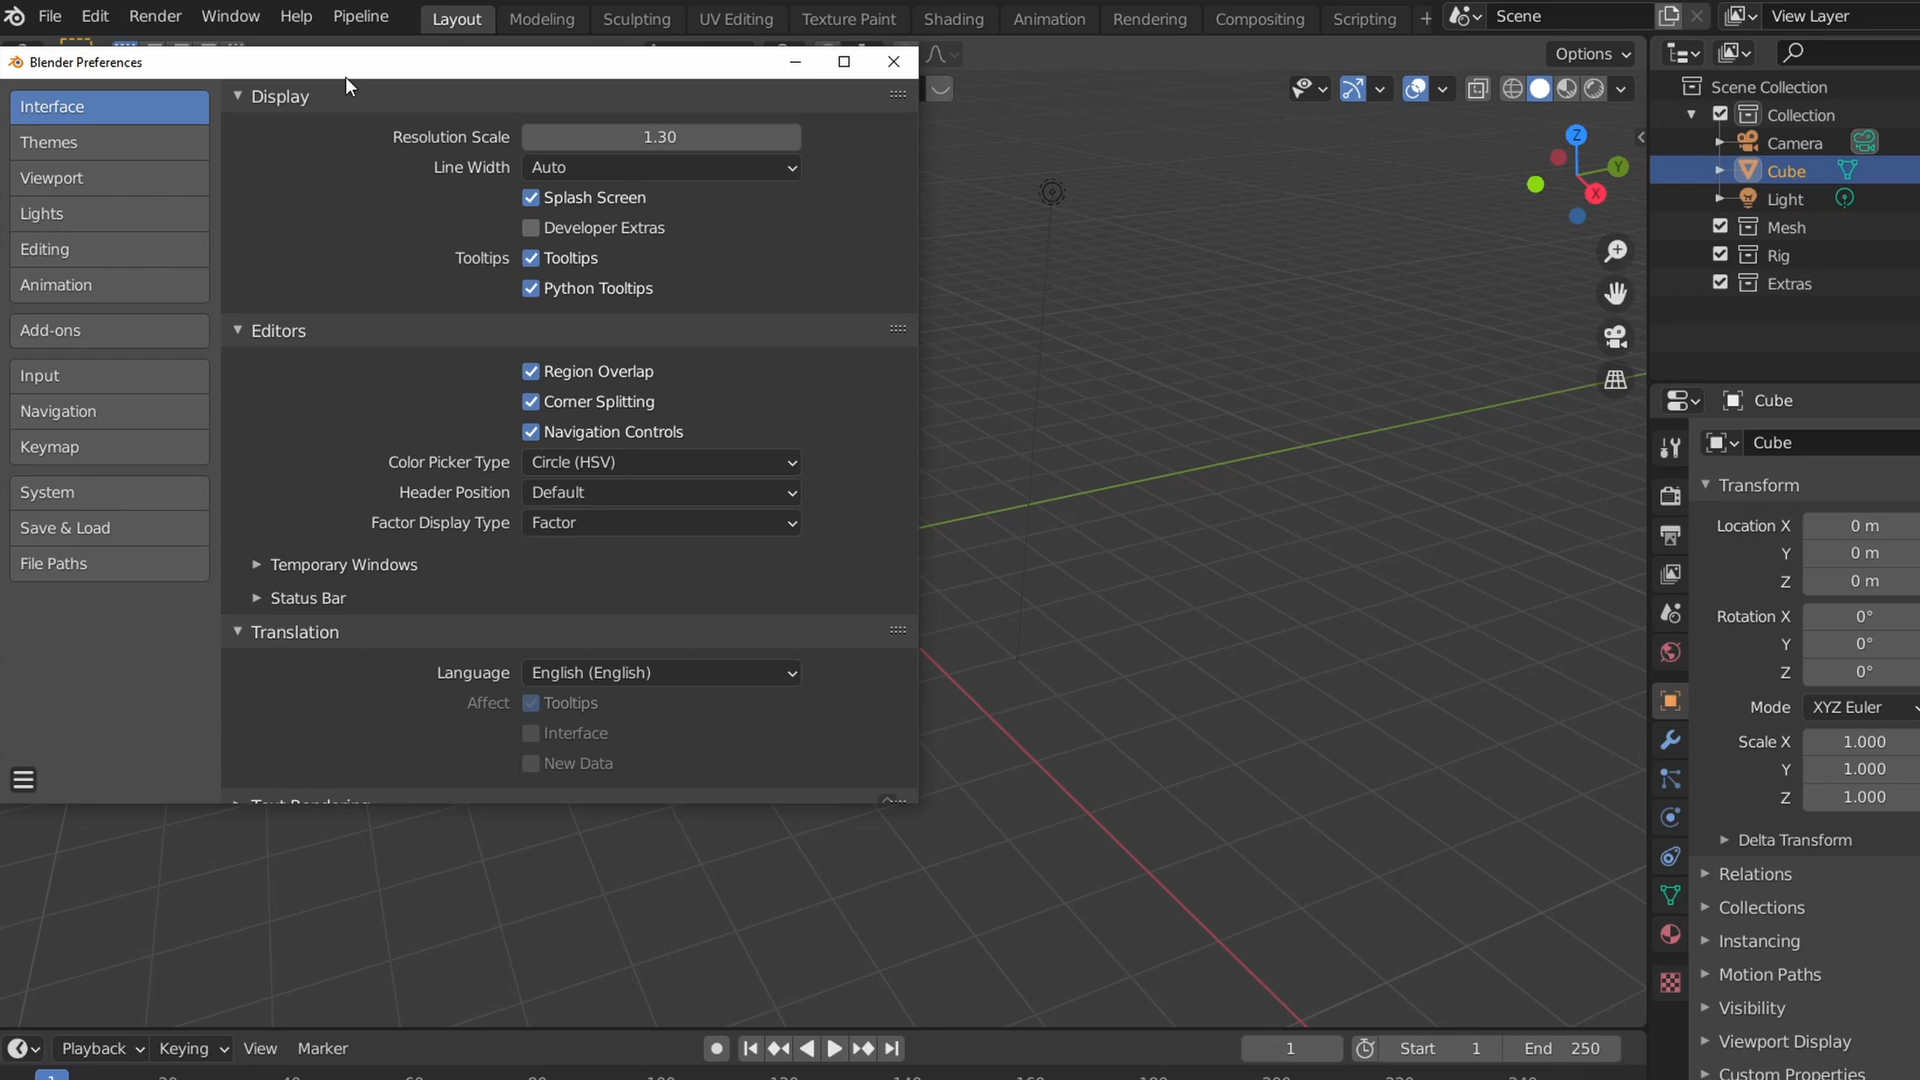 File Edit Render Window Help Pipeline
Layout Modeling Sculpting UV Editing Texture Paint Shading Animation Rendering Compositing Scripting +
Scene
View Layer
Blender Preferences
Options
Interface
Themes
Viewport
Lights
Editing
Animation
Add-ons
Input
Navigation
Keymap
System
Save & Load
File Paths
Display
Resolution Scale 1.30
Line Width Auto
Splash Screen
Developer Extras
Tooltips Tooltips
Python Tooltips
Editors
Region Overlap
Corner Splitting
Navigation Controls
Color Picker Type Circle (HSV)
Header Position Default
Factor Display Type Factor
Temporary Windows
Status Bar
Translation
Language English (English)
Affect Tooltips
Interface
New Data
Z
Y
X
Scene Collection
Collection
Camera
Cube
Light
Mesh
Rig
Extras
Cube
Cube
Transform
Location X 0 m
Y 0 m
Z 0 m
Rotation X 0°
Y 0°
Z 0°
Mode XYZ Euler
Scale X 1.000
Y 1.000
Z 1.000
Delta Transform
Relations
Collections
Instancing
Motion Paths
Visibility
Viewport Display
Custom Properties
Playback Keying View Marker
1 Start 1 End 250
1